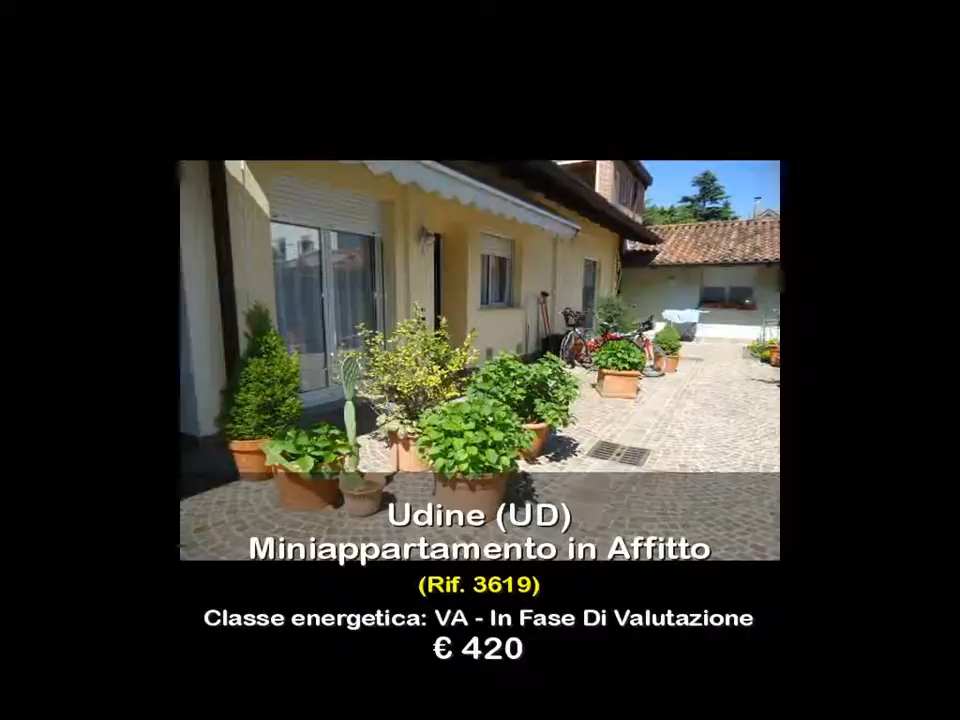 Udine (UD)
Miniappartamento in Affitto
(Rif. 3619)
Classe energetica: VA - In Fase Di Valutazione
€ 420